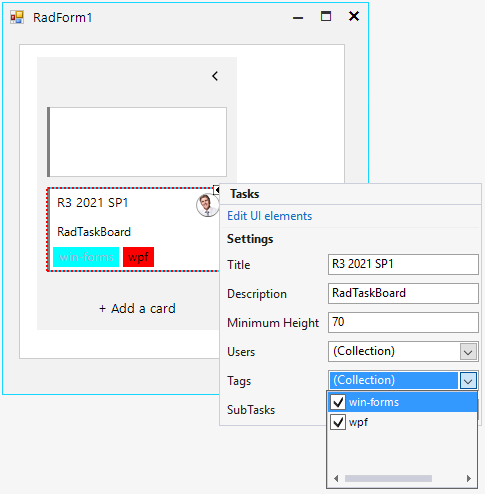 RadForm1
R3 2021 SP1
RadTaskBoard
win-forms wpf
+ Add a card
Tasks
Edit UI elements
Settings
Title R3 2021 SP1
Description RadTaskBoard
Minimum Height 70
Users (Collection)
Tags (Collection)
SubTasks
win-forms
wpf